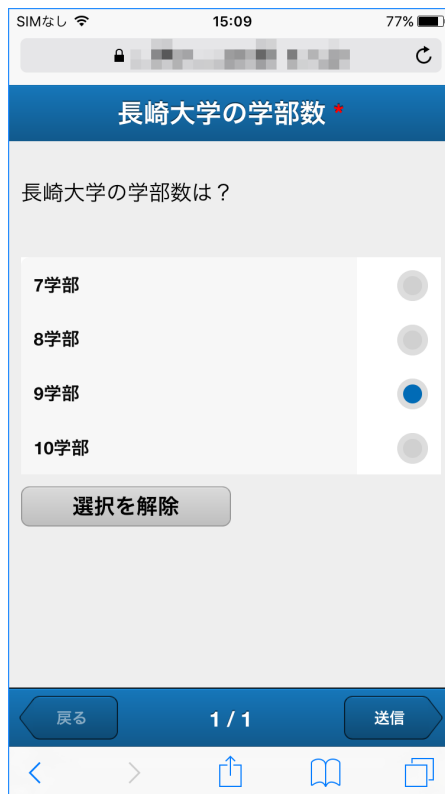 SIMなし 15:09 77%
長崎大学の学部数 *
長崎大学の学部数は？
7学部
8学部
9学部
10学部
選択を解除
戻る 1 / 1 送信